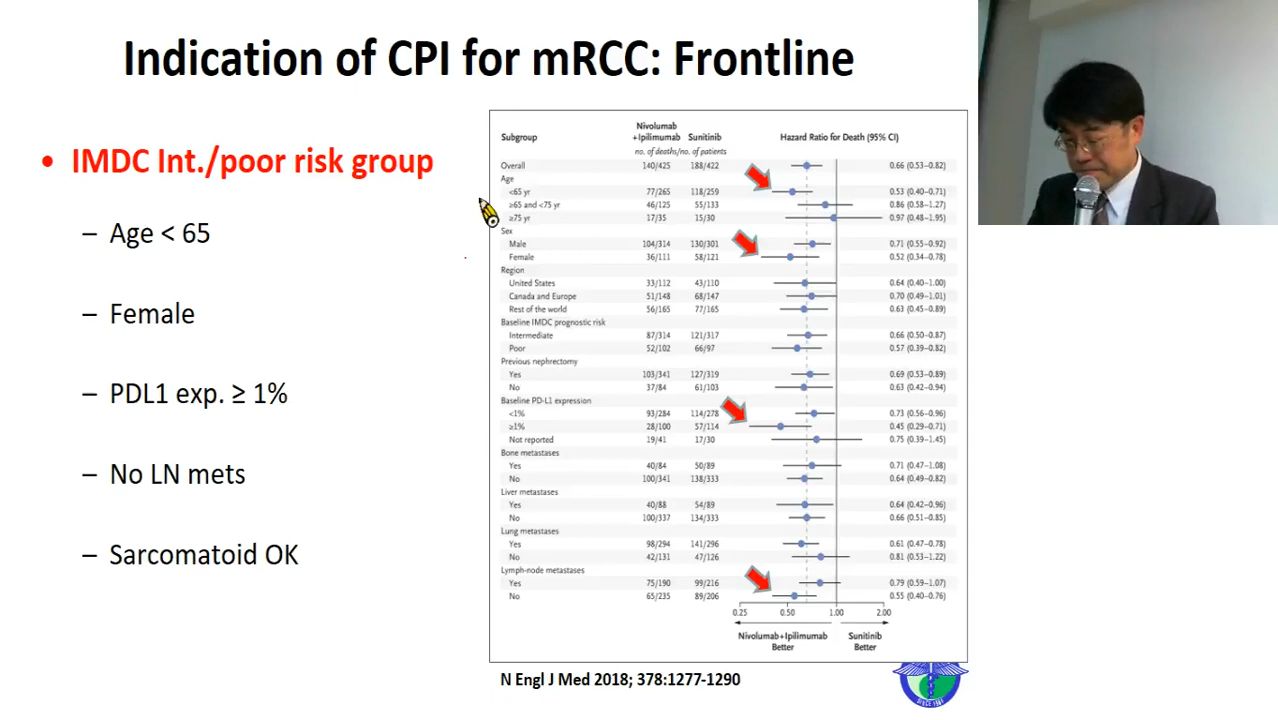 Indication of CPI for mRCC: Frontline
• IMDC Int./poor risk group
– Age < 65
– Female
– PDL1 exp. ≥ 1%
– No LN mets
– Sarcomatoid OK
Subgroup Nivolumab +Ipilimumab Sunitinib Hazard Ratio for Death (95% CI)
no. of deaths/no. of patients
Overall 140/425 188/422 0.66 (0.53–0.82)
Age
<65 yr 77/265 118/259 0.53 (0.40–0.71)
≥65 and <75 yr 46/125 55/133 0.86 (0.58–1.27)
≥75 yr 17/35 15/30 0.97 (0.48–1.95)
Sex
Male 104/314 130/301 0.71 (0.55–0.92)
Female 36/111 58/121 0.52 (0.34–0.78)
Region
United States 33/112 43/110 0.64 (0.40–1.00)
Canada and Europe 51/148 68/147 0.70 (0.49–1.01)
Rest of the world 56/165 77/165 0.63 (0.45–0.89)
Baseline IMDC prognostic risk
Intermediate 87/314 121/317 0.66 (0.50–0.87)
Poor 52/102 66/97 0.57 (0.39–0.82)
Previous nephrectomy
Yes 103/341 127/319 0.69 (0.53–0.89)
No 37/84 61/103 0.63 (0.42–0.94)
Baseline PD-L1 expression
<1% 93/284 114/278 0.73 (0.56–0.96)
≥1% 28/100 57/114 0.45 (0.29–0.71)
Not reported 19/41 17/30 0.75 (0.39–1.45)
Bone metastases
Yes 40/84 50/89 0.71 (0.47–1.08)
No 100/341 138/333 0.64 (0.49–0.82)
Liver metastases
Yes 40/88 54/89 0.64 (0.42–0.96)
No 100/337 134/333 0.66 (0.51–0.85)
Lung metastases
Yes 98/294 141/296 0.61 (0.47–0.78)
No 42/131 47/126 0.81 (0.53–1.22)
Lymph-node metastases
Yes 75/190 99/216 0.79 (0.59–1.07)
No 65/235 89/206 0.55 (0.40–0.76)
0.25 0.50 1.00 2.00
Nivolumab+Ipilimumab Better Sunitinib Better
N Engl J Med 2018; 378:1277-1290
SINCE 1987